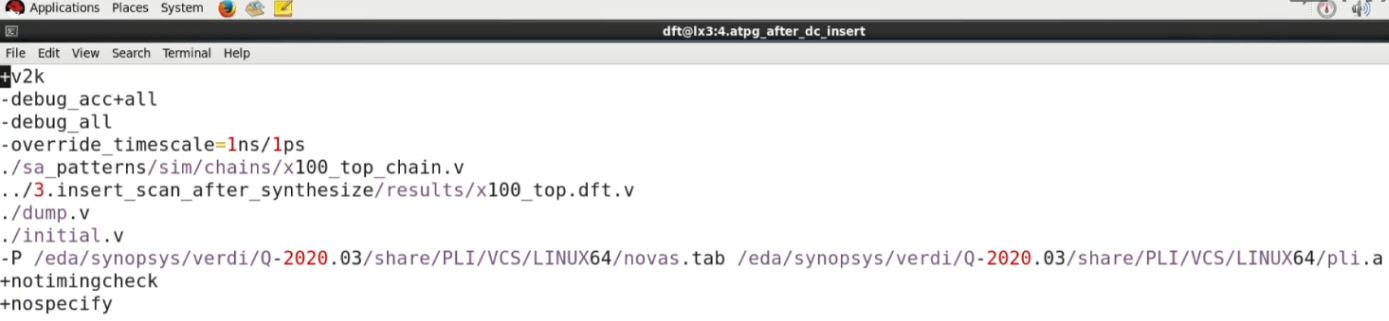 Applications Places System
dft@lx3:4.atpg_after_dc_insert
File Edit View Search Terminal Help
+v2k
-debug_acc+all
-debug_all
-override_timescale=1ns/1ps
./sa_patterns/sim/chains/x100_top_chain.v
../3.insert_scan_after_synthesize/results/x100_top.dft.v
./dump.v
./initial.v
-P /eda/synopsys/verdi/Q-2020.03/share/PLI/VCS/LINUX64/novas.tab /eda/synopsys/verdi/Q-2020.03/share/PLI/VCS/LINUX64/pli.a
+notimingcheck
+nospecify